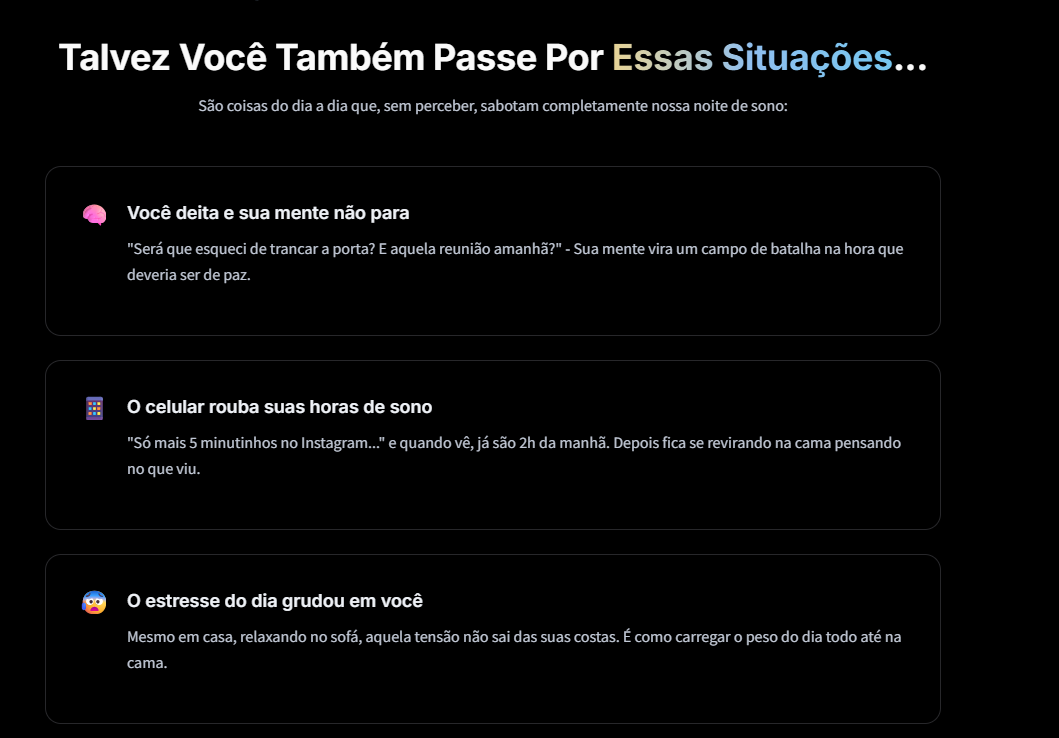 Talvez Você Também Passe Por Essas Situações...
São coisas do dia a dia que, sem perceber, sabotam completamente nossa noite de sono:
Você deita e sua mente não para
"Será que esqueci de trancar a porta? E aquela reunião amanhã?" - Sua mente vira um campo de batalha na hora que
deveria ser de paz.
O celular rouba suas horas de sono
"Só mais 5 minutinhos no Instagram..." e quando vê, já são 2h da manhã. Depois fica se revirando na cama pensando
no que viu.
O estresse do dia grudou em você
Mesmo em casa, relaxando no sofá, aquela tensão não sai das suas costas. É como carregar o peso do dia todo até na
cama.